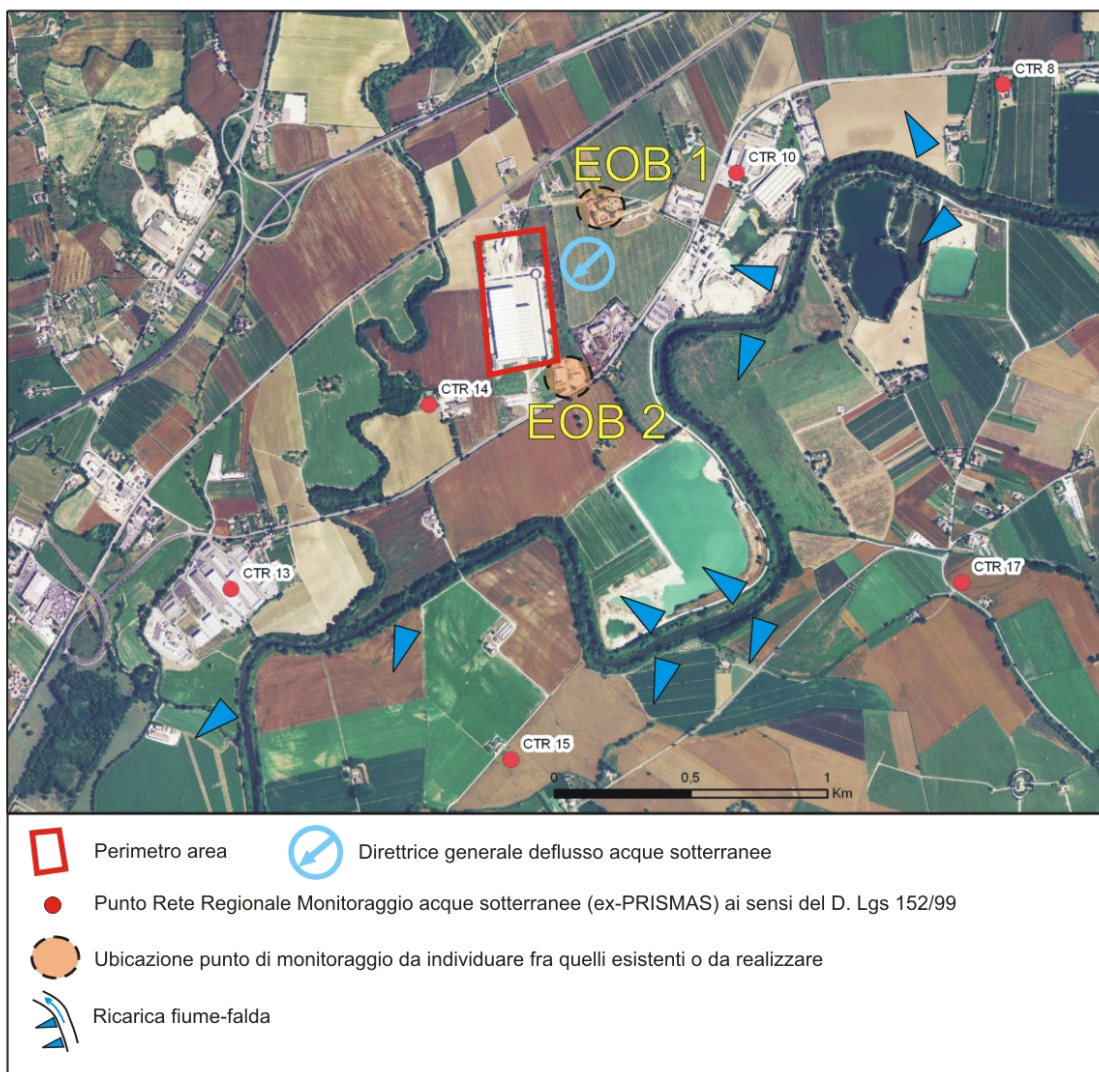 CTR 8
CTR 10
EOB 1
CTR 14
EOB 2
CTR 13
CTR 17
CTR 15
0 0,5 1
Km
Perimetro area
Direttrice generale deflusso acque sotterranee
Punto Rete Regionale Monitoraggio acque sotterranee (ex-PRISMAS) ai sensi del D. Lgs 152/99
Ubicazione punto di monitoraggio da individuare fra quelli esistenti o da realizzare
Ricarica fiume-falda